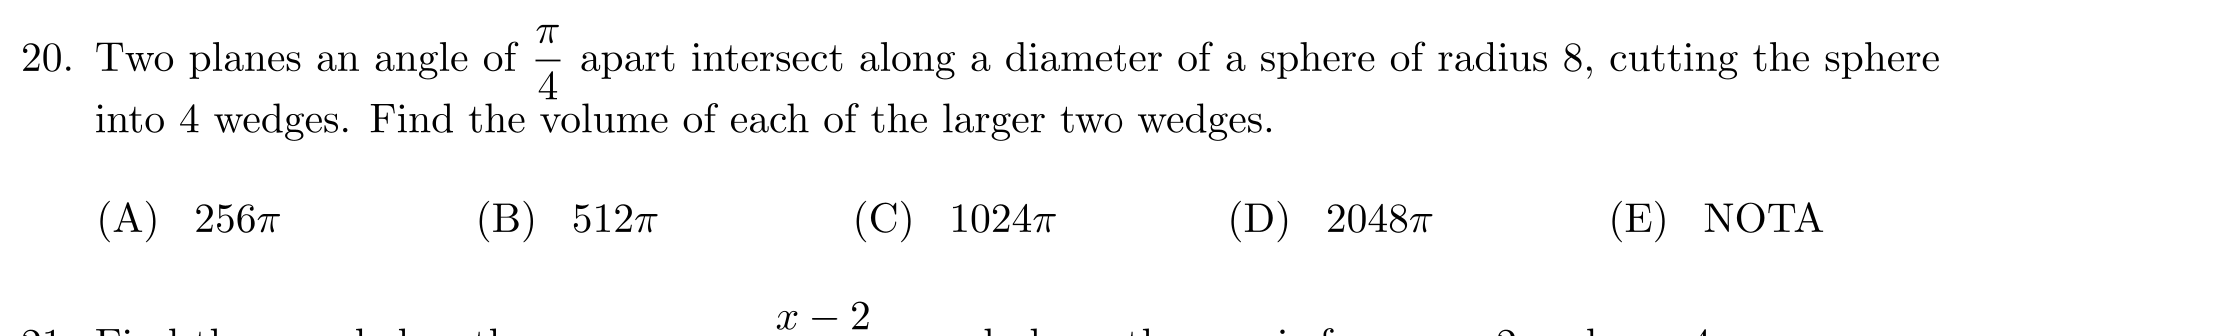 20. Two planes an angle of π/4 apart intersect along a diameter of a sphere of radius 8, cutting the sphere
into 4 wedges. Find the volume of each of the larger two wedges.
(A) 256π (B) 512π (C) 1024π (D) 2048π (E) NOTA
x − 2